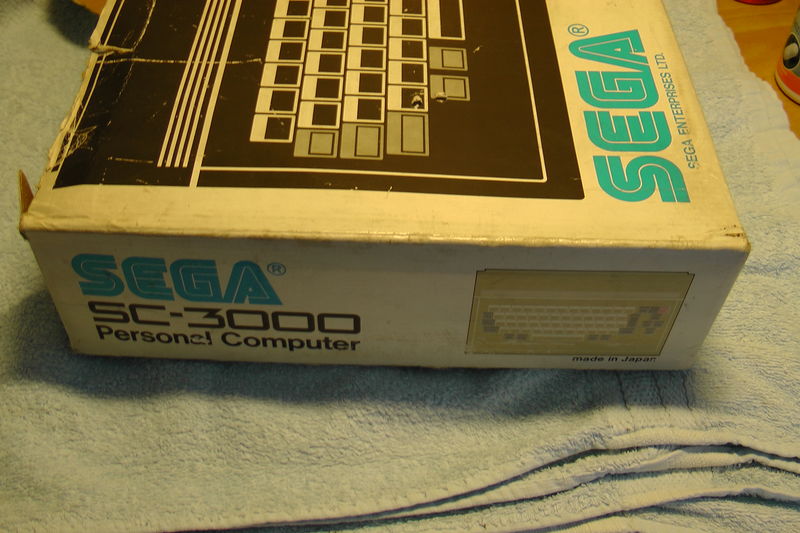 SEGA®
SEGA ENTERPRISES LTD.
SEGA®
SC-3000
Personal Computer
made in Japan